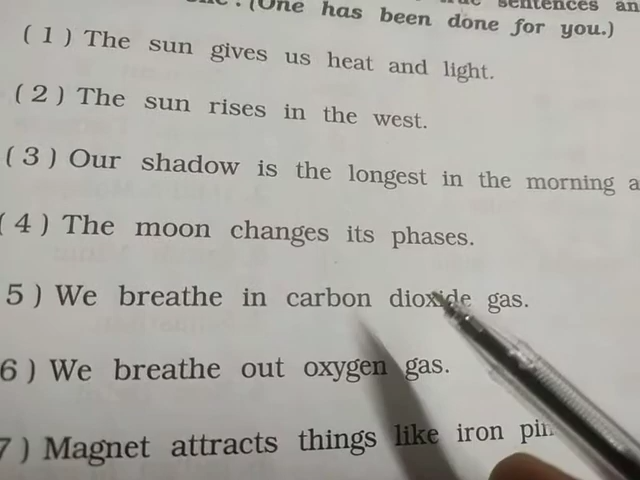 (One has been done for you.)
sentences
(1) The sun gives us heat and light.
(2) The sun rises in the west.
(3) Our shadow is the longest in the morning
(4) The moon changes its phases.
5) We breathe in carbon dioxide gas.
6) We breathe out oxygen gas.
7) Magnet attracts things like iron